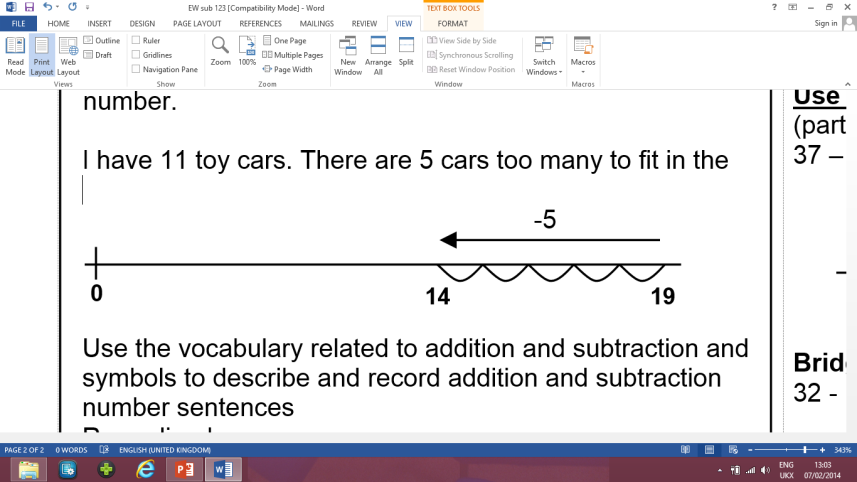 EW sub 123 [Compatibility Mode] - Word
TEXT BOX TOOLS
FILE HOME INSERT DESIGN PAGE LAYOUT REFERENCES MAILINGS REVIEW VIEW FORMAT
Sign in
Read Mode
Print Layout
Web Layout
Outline
Draft
Views
Ruler
Gridlines
Navigation Pane
Show
Zoom
100%
One Page
Multiple Pages
Page Width
Zoom
New Window
Arrange All
Split
View Side by Side
Synchronous Scrolling
Reset Window Position
Window
Switch Windows
Macros
Macros
number.
I have 11 toy cars. There are 5 cars too many to fit in the
-5
0 14 19
Use the vocabulary related to addition and subtraction and
symbols to describe and record addition and subtraction
number sentences
Use
(part
37 –
–
Brid
32 -
PAGE 2 OF 2 0 WORDS ENGLISH (UNITED KINGDOM) 343%
ENG 13:03
UKX 07/02/2014